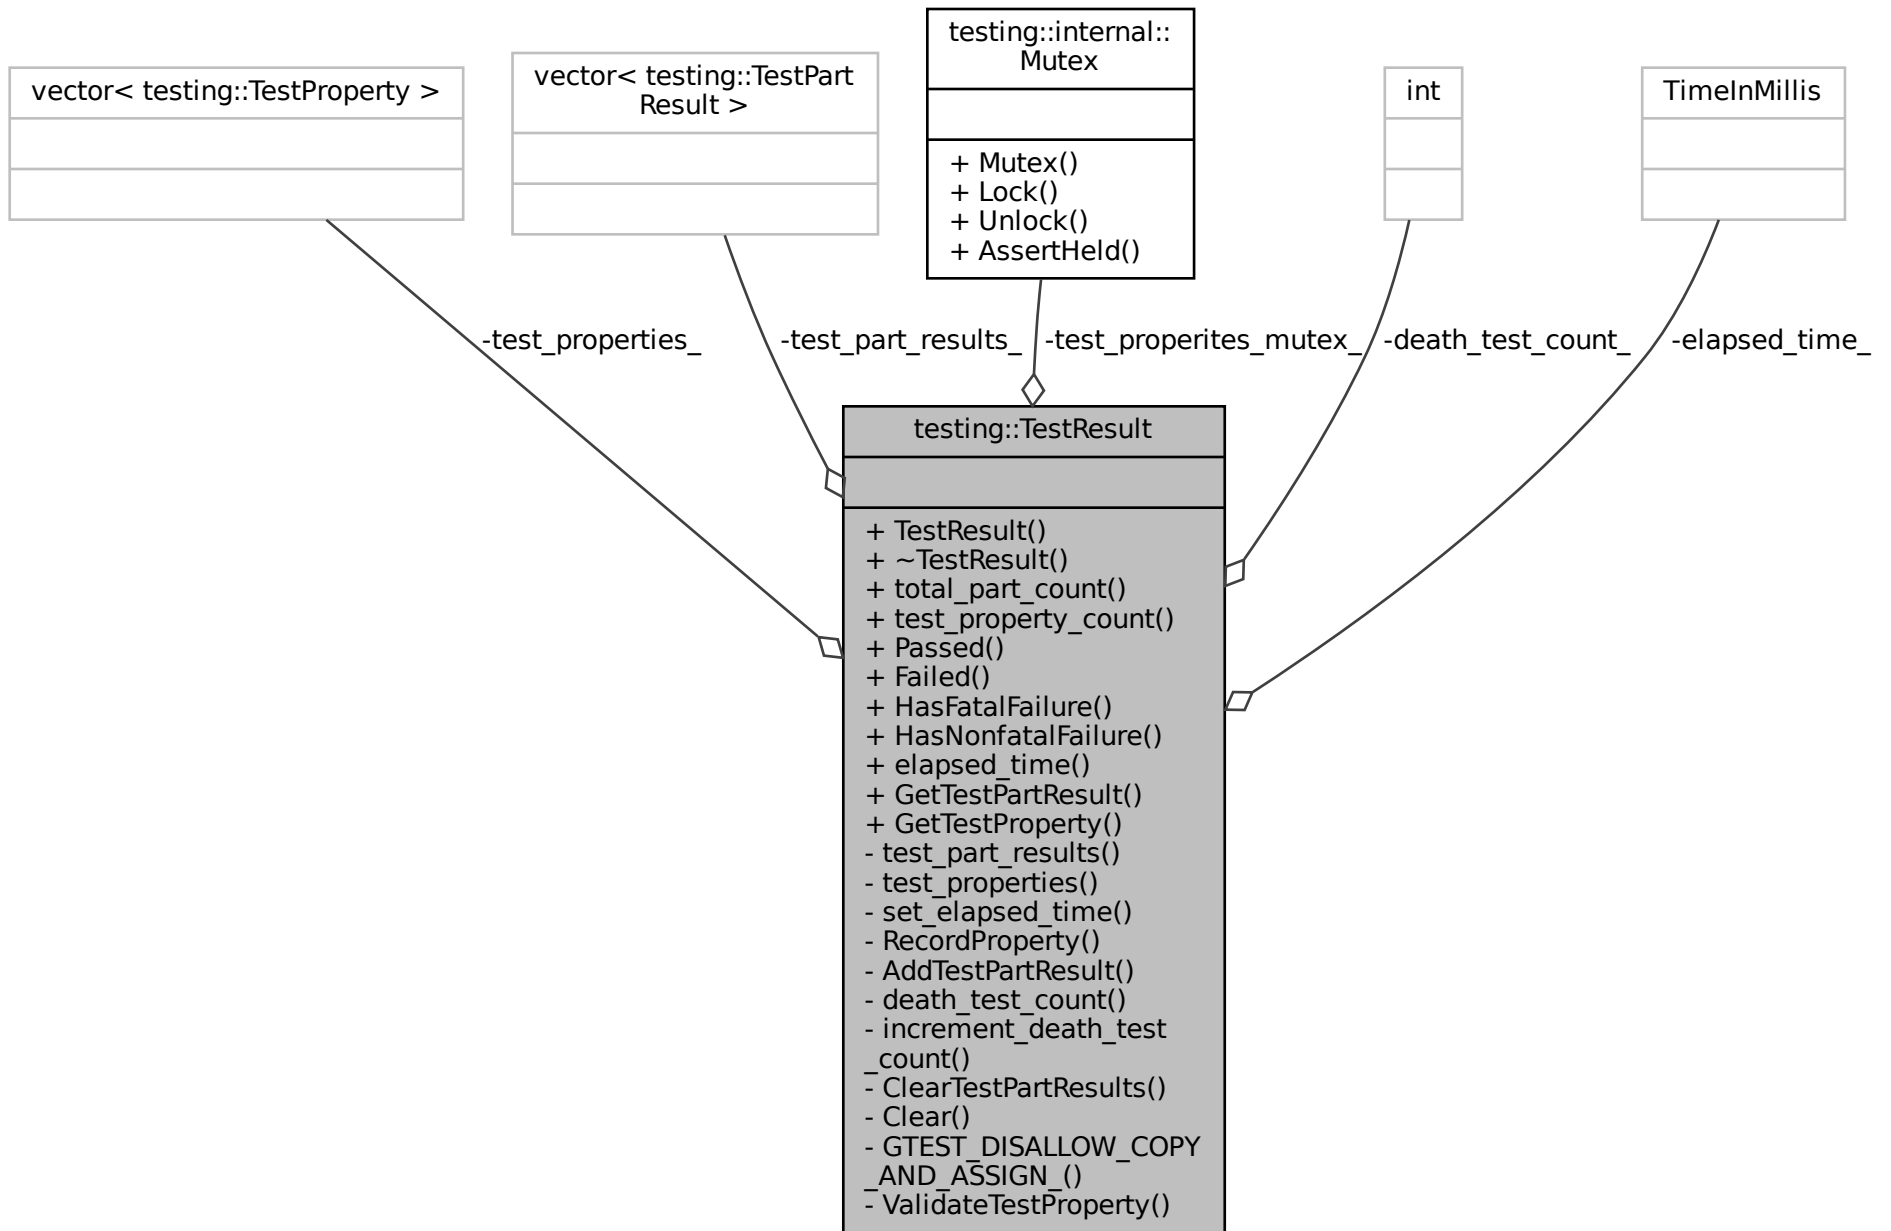 vector< testing::TestProperty >
vector< testing::TestPart
Result >
testing::internal::
Mutex
+ Mutex()
+ Lock()
+ Unlock()
+ AssertHeld()
int
TimeInMillis
-test_properties_
-test_part_results_
-test_properites_mutex_
-death_test_count_
-elapsed_time_
testing::TestResult
+ TestResult()
+ ~TestResult()
+ total_part_count()
+ test_property_count()
+ Passed()
+ Failed()
+ HasFatalFailure()
+ HasNonfatalFailure()
+ elapsed_time()
+ GetTestPartResult()
+ GetTestProperty()
- test_part_results()
- test_properties()
- set_elapsed_time()
- RecordProperty()
- AddTestPartResult()
- death_test_count()
- increment_death_test
_count()
- ClearTestPartResults()
- Clear()
- GTEST_DISALLOW_COPY
_AND_ASSIGN_()
- ValidateTestProperty()